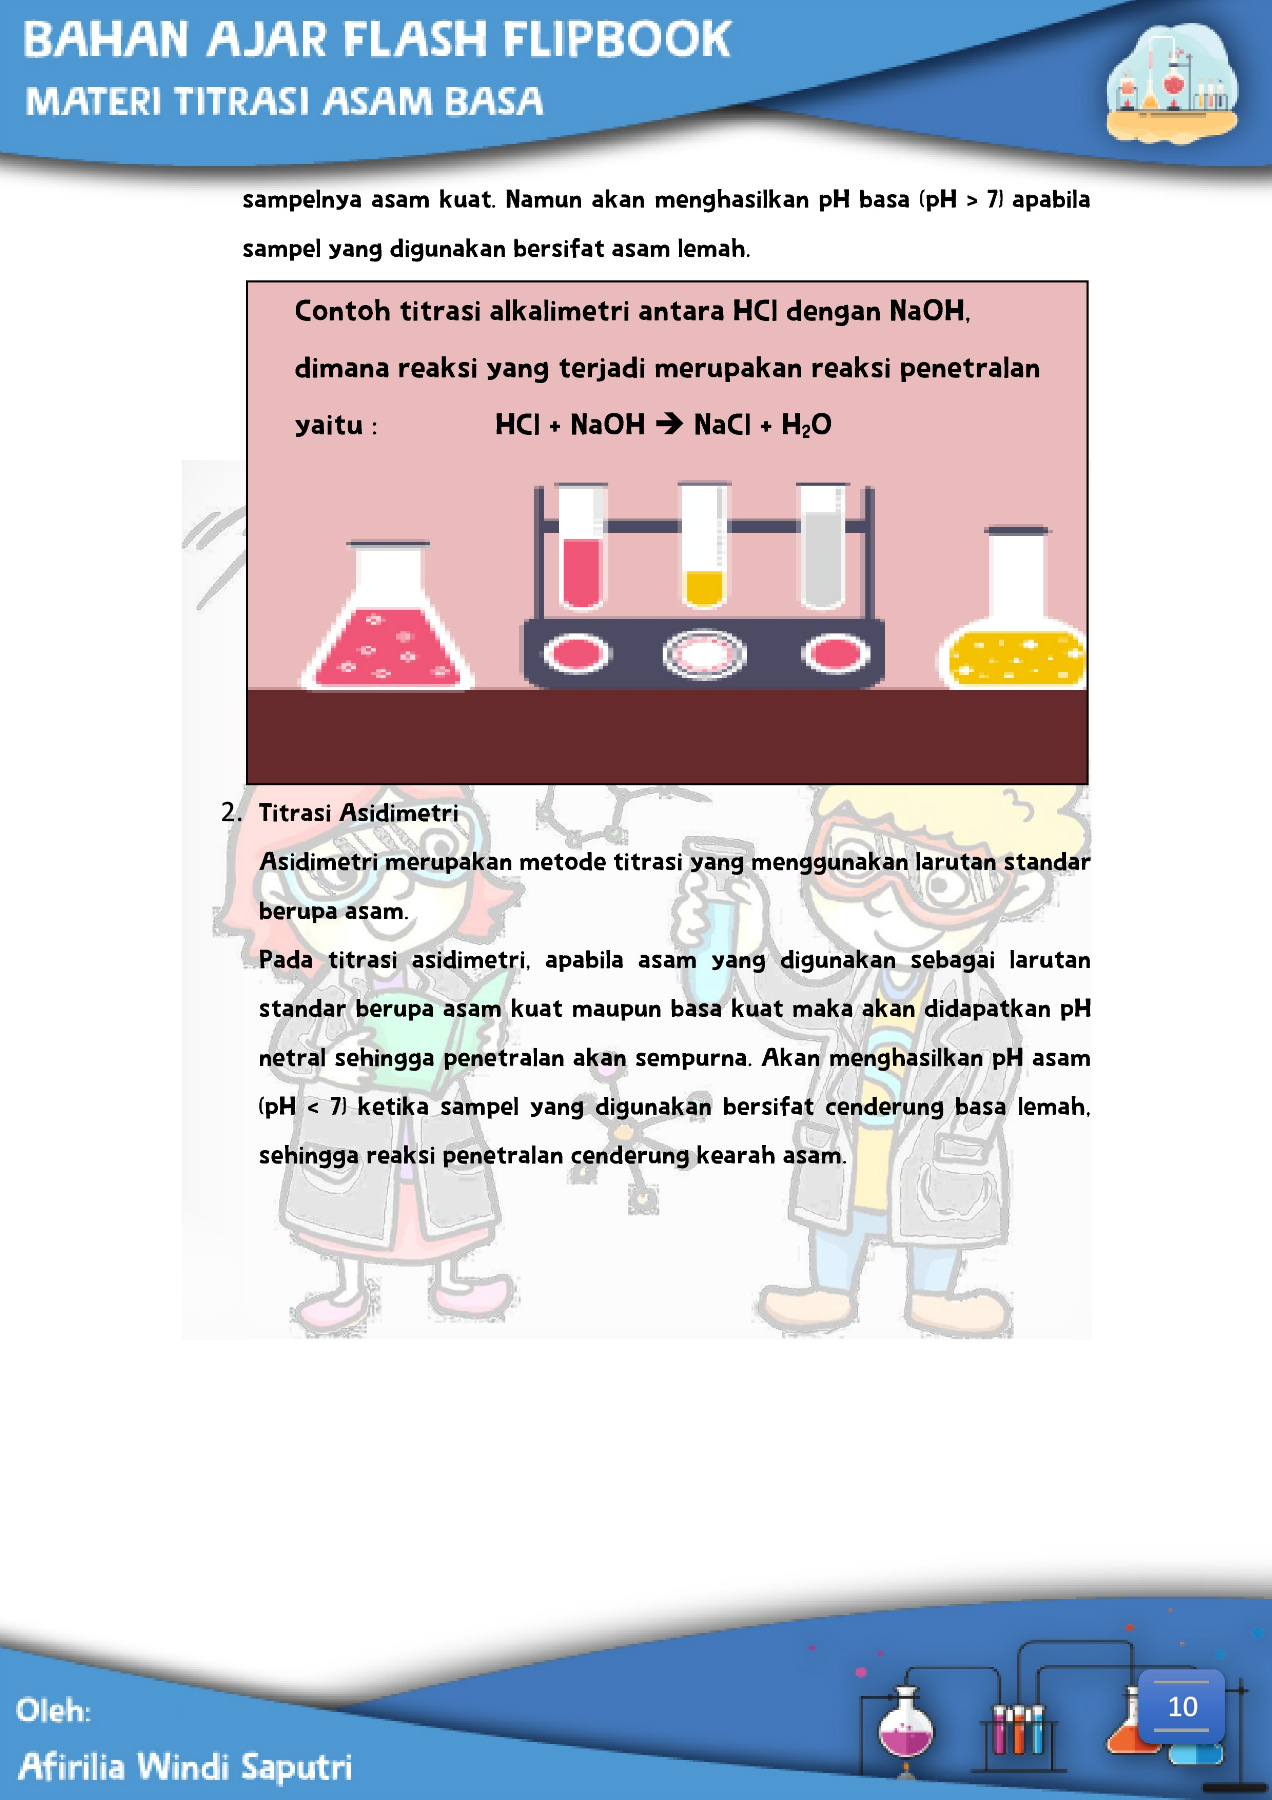 BAHAN AJAR FLASH FLIPBOOK
MATERI TITRASI ASAM BASA
sampelnya asam kuat. Namun akan menghasilkan pH basa (pH > 7) apabila
sampel yang digunakan bersifat asam lemah.
Contoh titrasi alkalimetri antara HCl dengan NaOH,
dimana reaksi yang terjadi merupakan reaksi penetralan
yaitu : HCl + NaOH ➔ NaCl + H₂O
2. Titrasi Asidimetri
Asidimetri merupakan metode titrasi yang menggunakan larutan standar
berupa asam.
Pada titrasi asidimetri, apabila asam yang digunakan sebagai larutan
standar berupa asam kuat maupun basa kuat maka akan didapatkan pH
netral sehingga penetralan akan sempurna. Akan menghasilkan pH asam
(pH < 7) ketika sampel yang digunakan bersifat cenderung basa lemah,
sehingga reaksi penetralan cenderung kearah asam.
Oleh:
Afirilia Windi Saputri
10